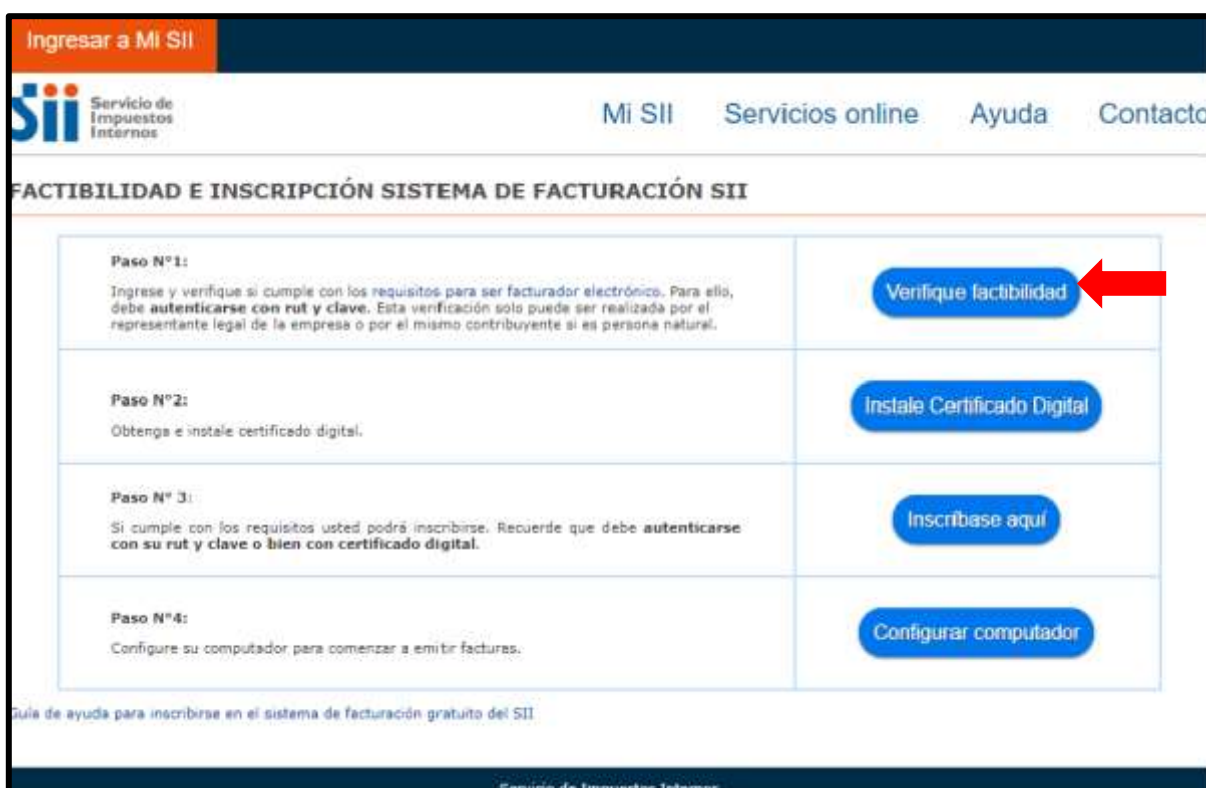 Ingresar a Mi SII
Sii Servicio de
Impuestos
Internos
Mi SII Servicios online Ayuda Contacto
FACTIBILIDAD E INSCRIPCIÓN SISTEMA DE FACTURACIÓN SII
Paso N°1:
Ingrese y verifique si cumple con los requisitos para ser facturador electrónico. Para ello,
debe autenticarse con rut y clave. Esta verificación solo puede ser realizada por el
representante legal de la empresa o por el mismo contribuyente si es persona natural.
Verifique factibilidad
Paso N°2:
Obtenga e instale certificado digital.
Instale Certificado Digital
Paso N° 3:
Si cumple con los requisitos usted podrá inscribirse. Recuerde que debe autenticarse
con su rut y clave o bien con certificado digital.
Inscríbase aquí
Paso N°4:
Configure su computador para comenzar a emitir facturas.
Configurar computador
Guía de ayuda para inscribirse en el sistema de facturación gratuito del SII
Servicio de Impuestos Internos